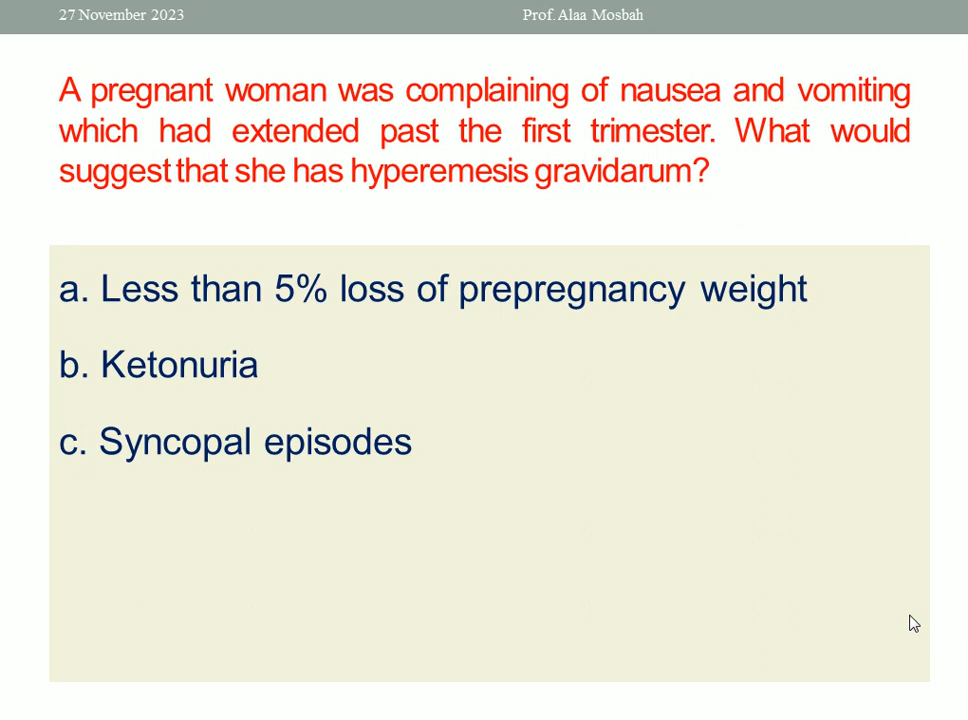 27 November 2023 Prof. Alaa Mosbah
A pregnant woman was complaining of nausea and vomiting
which had extended past the first trimester. What would
suggest that she has hyperemesis gravidarum?
a. Less than 5% loss of prepregnancy weight
b. Ketonuria
c. Syncopal episodes